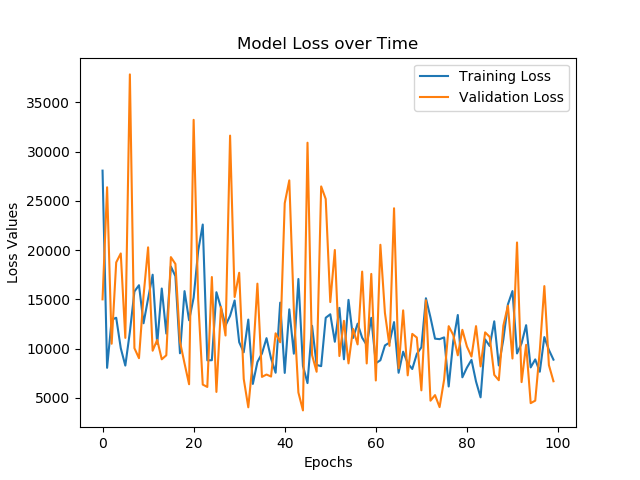 Model Loss over Time
Training Loss
Validation Loss
Loss Values
35000
30000
25000
20000
15000
10000
5000
0
20
40
60
80
100
Epochs